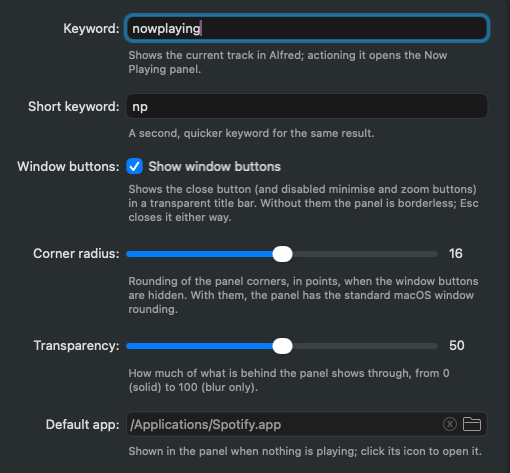 Keyword: nowplaying
Shows the current track in Alfred; actioning it opens the Now
Playing panel.
Short keyword: np
A second, quicker keyword for the same result.
Window buttons: Show window buttons
Shows the close button (and disabled minimise and zoom buttons)
in a transparent title bar. Without them the panel is borderless; Esc
closes it either way.
Corner radius: 16
Rounding of the panel corners, in points, when the window buttons
are hidden. With them, the panel has the standard macOS window
rounding.
Transparency: 50
How much of what is behind the panel shows through, from 0
(solid) to 100 (blur only).
Default app: /Applications/Spotify.app
Shown in the panel when nothing is playing; click its icon to open it.